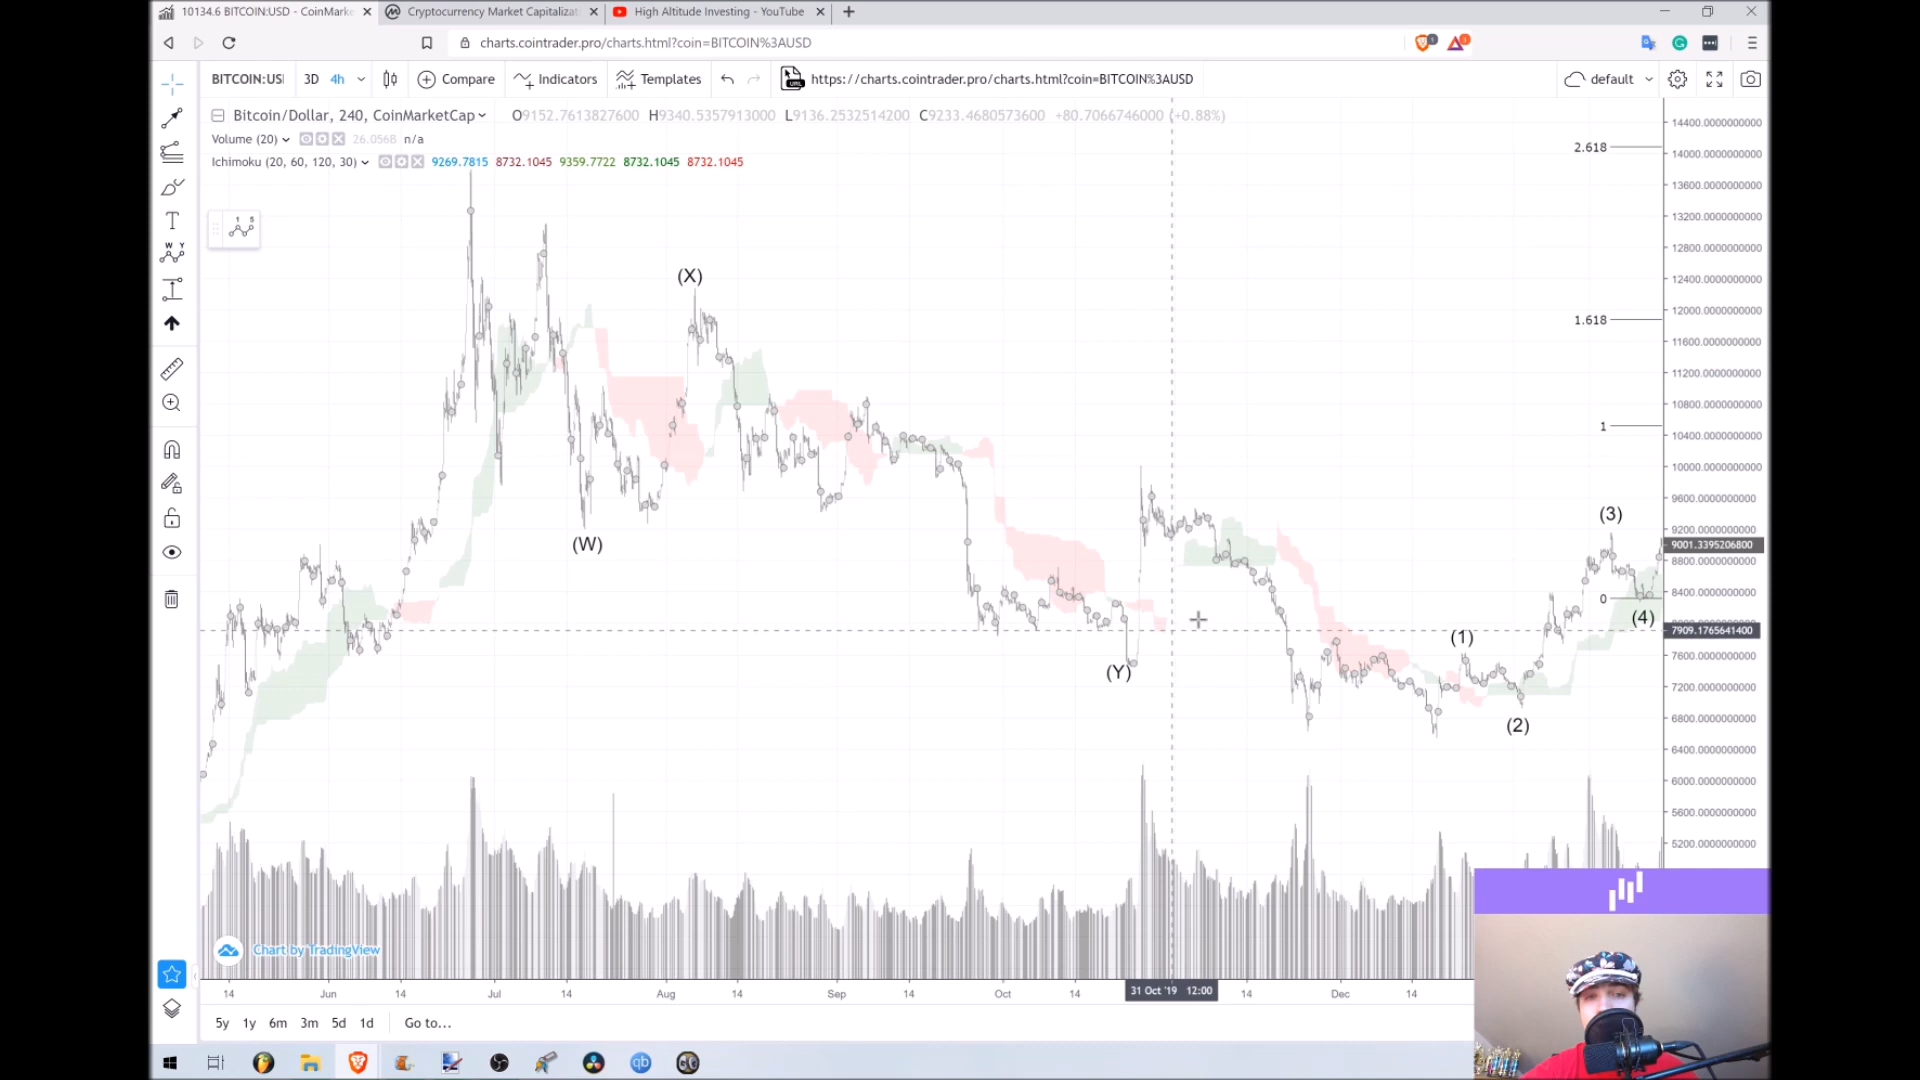 10134.6 BITCOIN:USD - CoinMarke
Cryptocurrency Market Capitalizat
High Altitude Investing - YouTube
charts.cointrader.pro/charts.html?coin=BITCOIN%3AUSD
BITCOIN:US
3D
4h
Compare
Indicators
Templates
https://charts.cointrader.pro/charts.html?coin=BITCOIN%3AUSD
default
Bitcoin/Dollar, 240, CoinMarketCap
O9152.7613827600 H9340.5357913000 L9136.2532514200 C9233.4680573600 +80.7066746000 (+0.88%)
Volume (20) 26.056B n/a
Ichimoku (20, 60, 120, 30) 9269.7815 8732.1045 9359.7722 8732.1045 8732.1045
1 5
W Y
2.618
1.618
1
0
(X)
(W)
(Y)
(1)
(2)
(3)
(4)
14400.0000000000
14000.0000000000
13600.0000000000
13200.0000000000
12800.0000000000
12400.0000000000
12000.0000000000
11600.0000000000
11200.0000000000
10800.0000000000
10400.0000000000
10000.0000000000
9600.0000000000
9200.0000000000
9001.3395206800
8800.0000000000
8400.0000000000
7909.1765641400
7600.0000000000
7200.0000000000
6800.0000000000
6400.0000000000
6000.0000000000
5600.0000000000
5200.0000000000
Chart by TradingView
14 Jun 14 Jul 14 Aug 14 Sep 14 Oct 14 31 Oct '19 12:00 14 Dec 14
5y 1y 6m 3m 5d 1d Go to...
qb